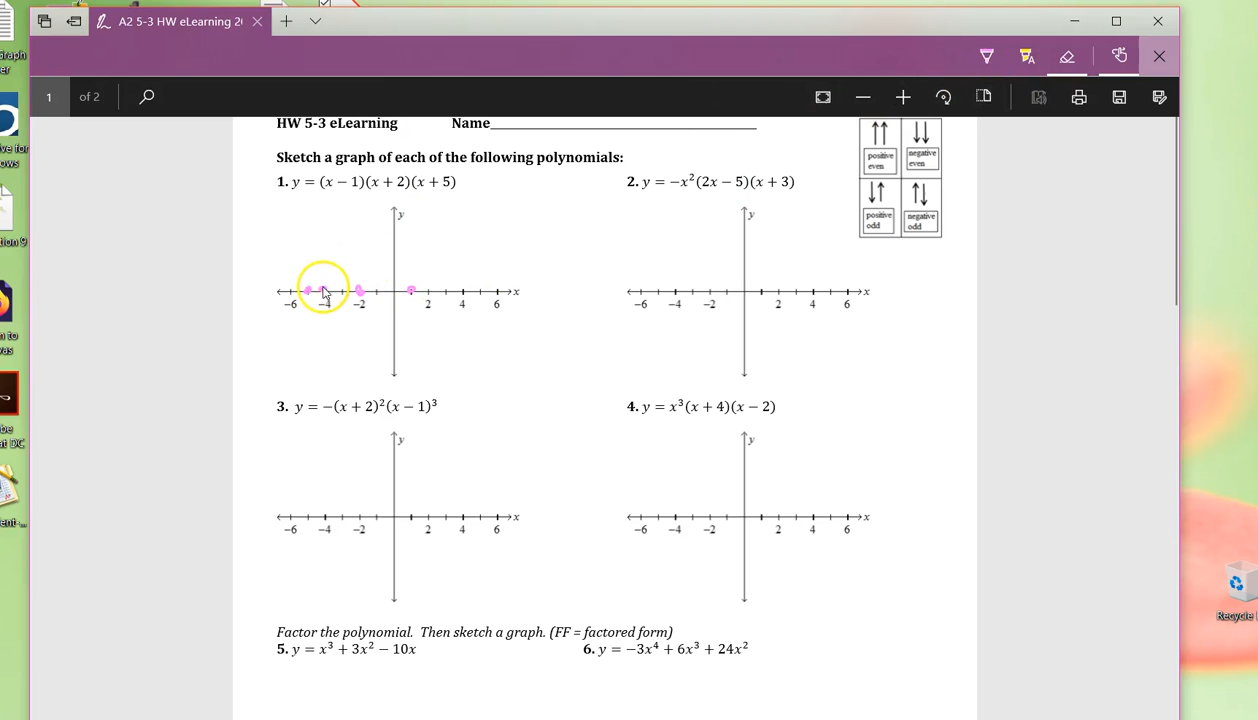 A2 5-3 HW eLearning 2
1 of 2
HW 5-3 eLearning Name
Sketch a graph of each of the following polynomials:
positive even
negative even
positive odd
negative odd
1. y = (x − 1)(x + 2)(x + 5)
2. y = −x²(2x − 5)(x + 3)
y
x
−6 −4 −2 2 4 6
y
x
−6 −4 −2 2 4 6
3. y = −(x + 2)²(x − 1)³
4. y = x³(x + 4)(x − 2)
y
x
−6 −4 −2 2 4 6
y
x
−6 −4 −2 2 4 6
Factor the polynomial. Then sketch a graph. (FF = factored form)
5. y = x³ + 3x² − 10x
6. y = −3x⁴ + 6x³ + 24x²
Recycle